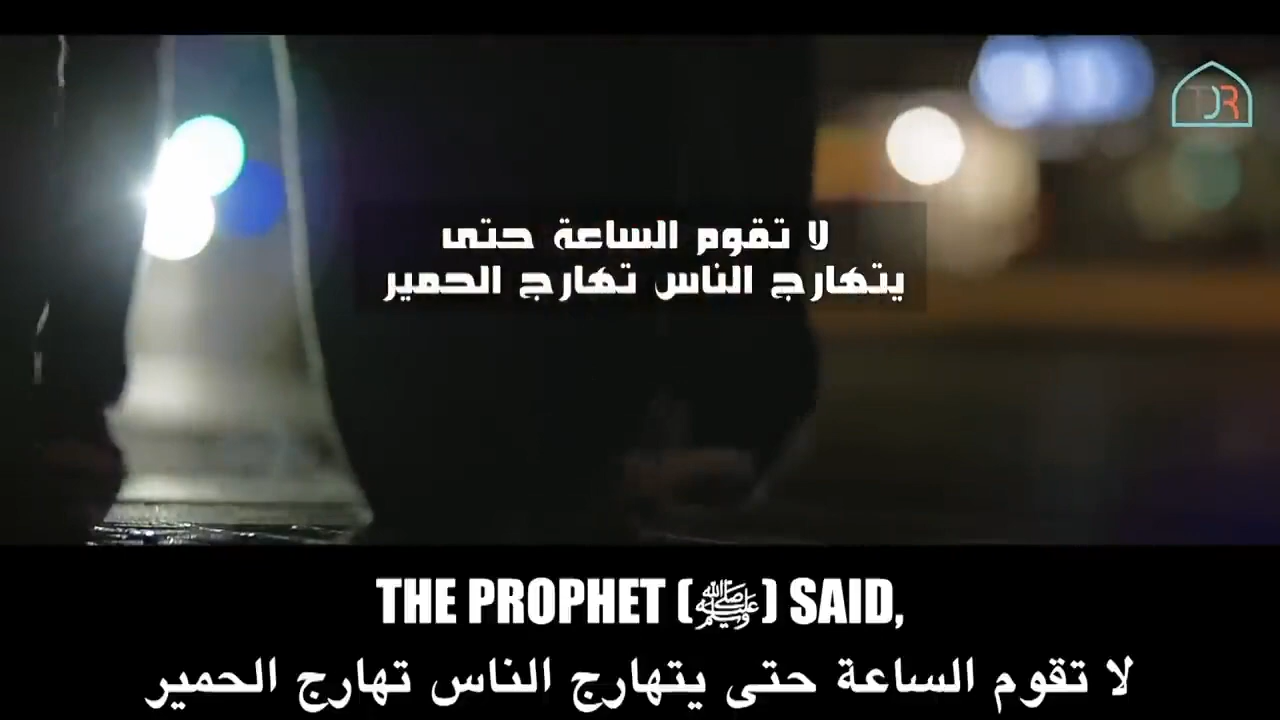 TDR
لا تقوم الساعة حتى
يتهارج الناس تهارج الحمير
THE PROPHET (ﷺ) SAID,
لا تقوم الساعة حتى يتهارج الناس تهارج الحمير